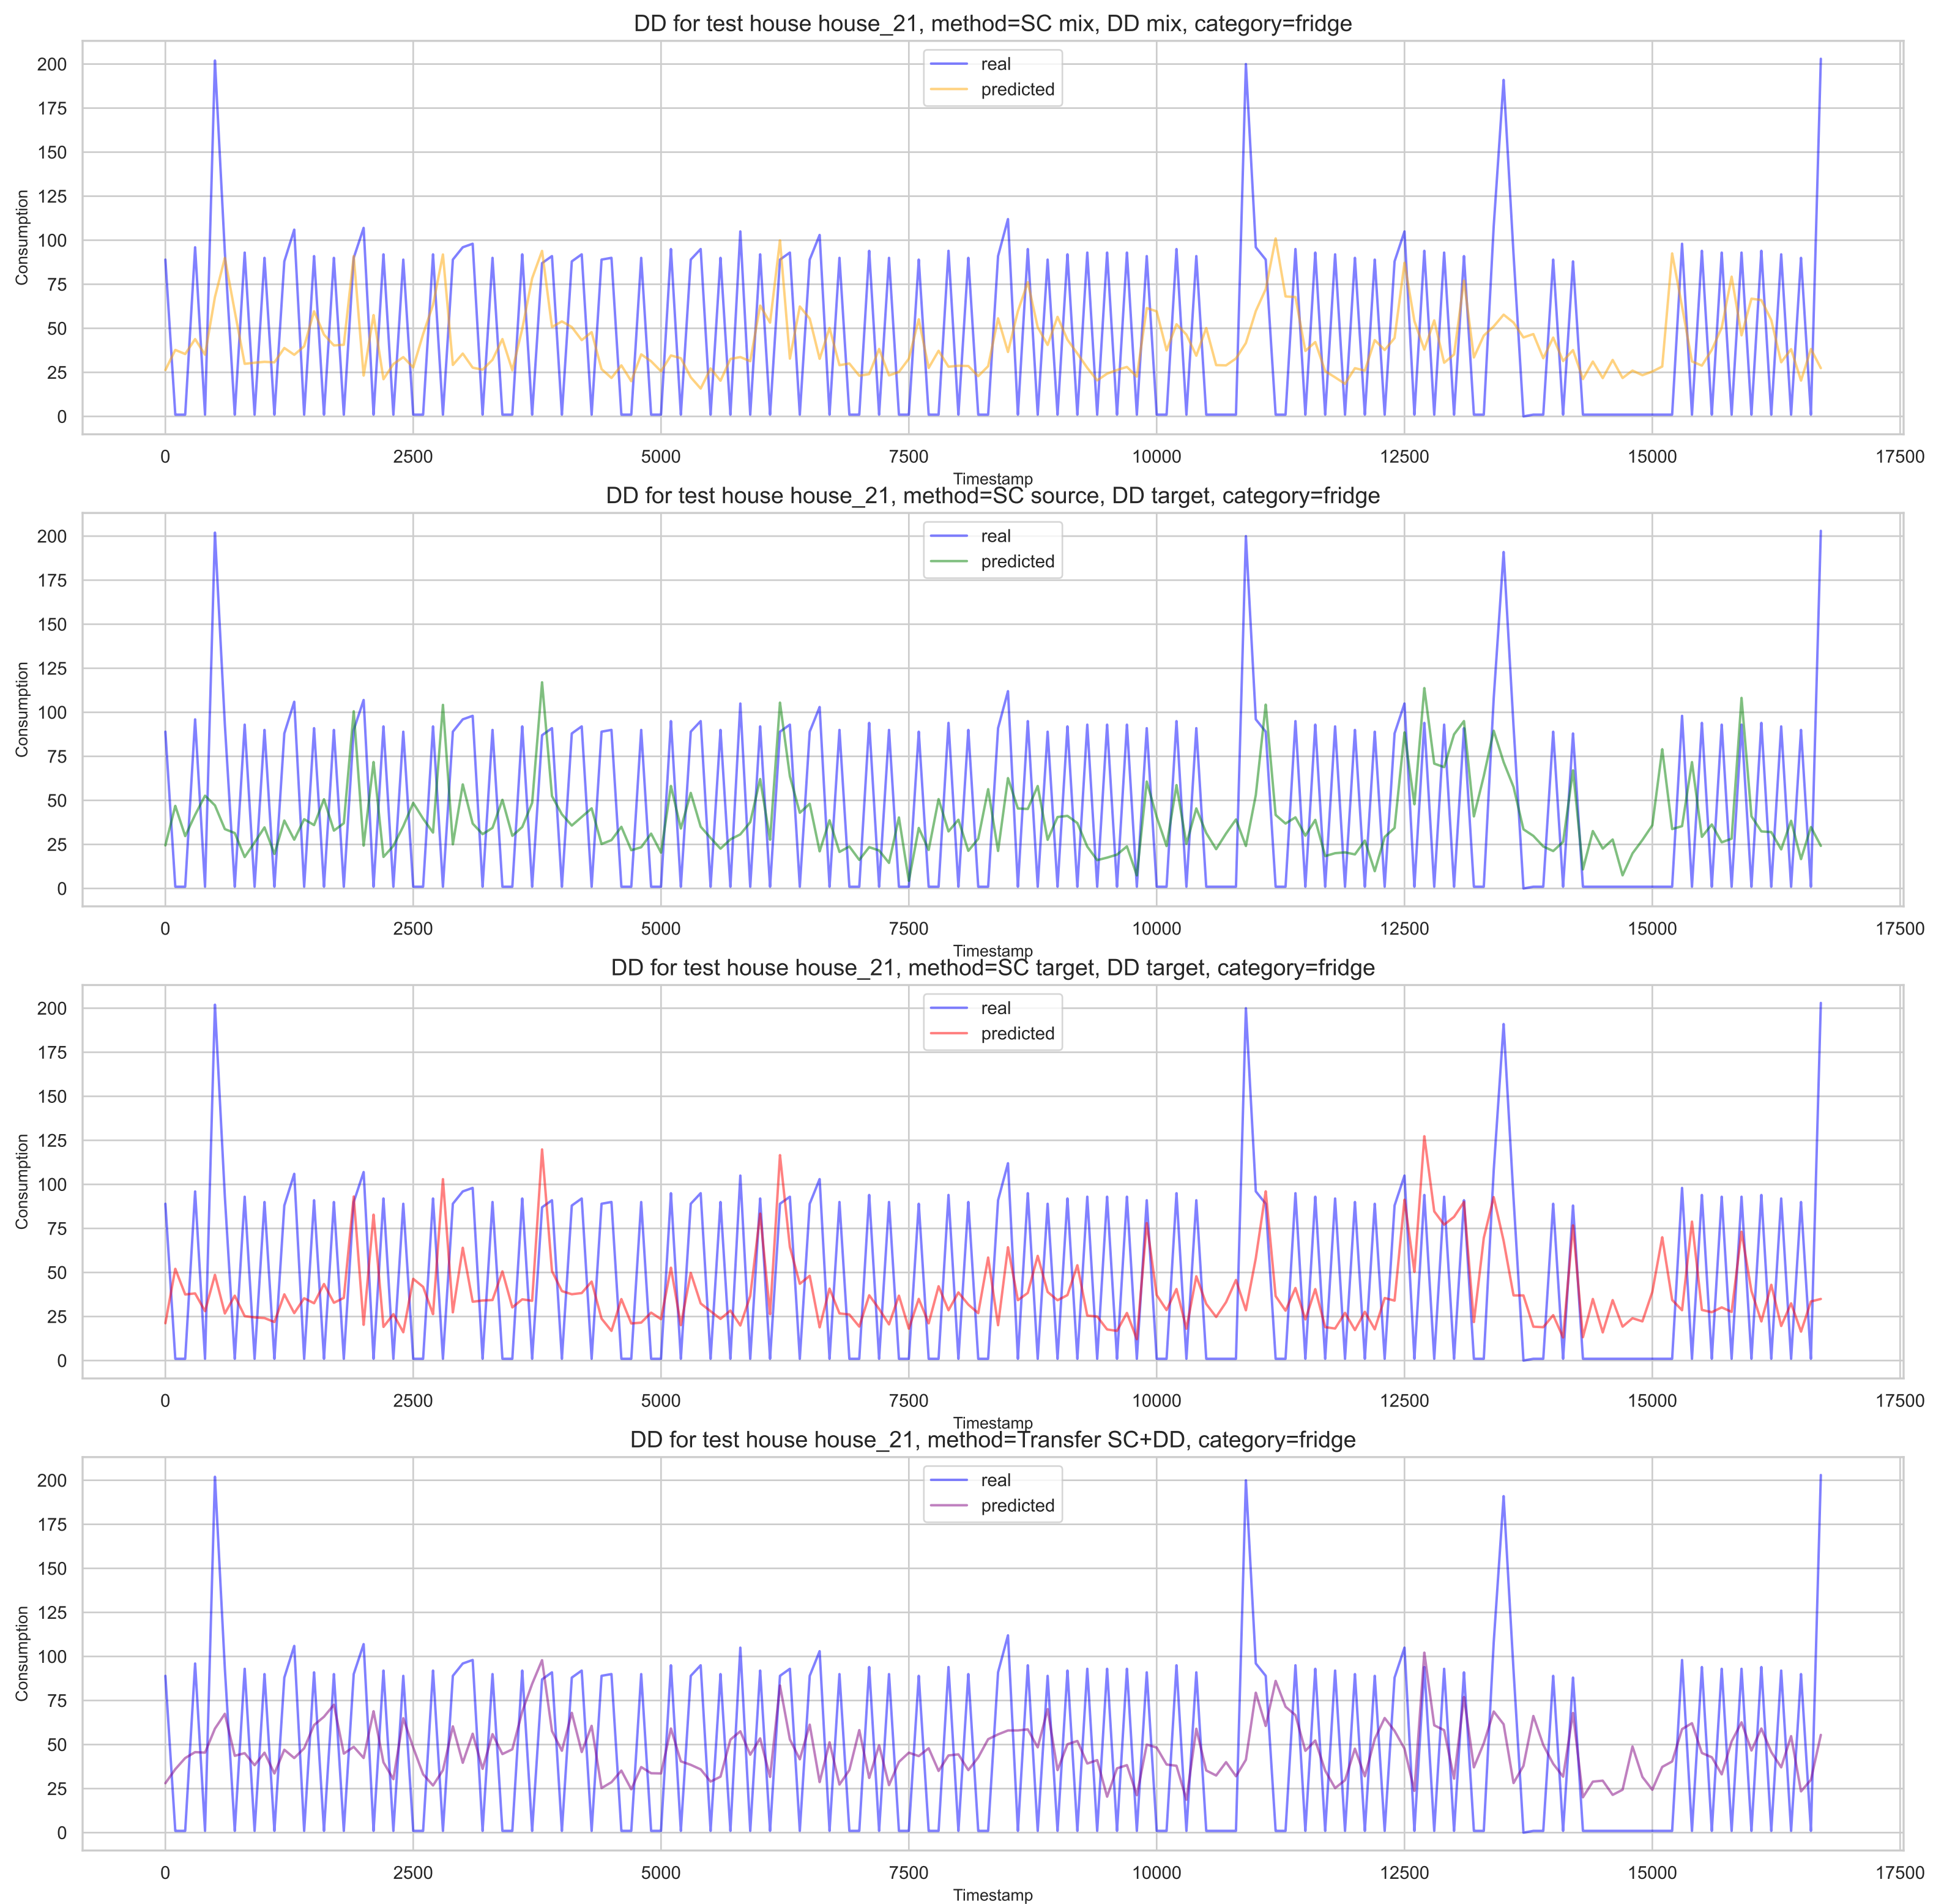 DD for test house house_21, method=SC mix, DD mix, category=fridge
real
predicted
200
175
150
125
100
75
50
25
0
Consumption
0 2500 5000 7500 10000 12500 15000 17500
Timestamp
DD for test house house_21, method=SC source, DD target, category=fridge
real
predicted
200
175
150
125
100
75
50
25
0
Consumption
0 2500 5000 7500 10000 12500 15000 17500
Timestamp
DD for test house house_21, method=SC target, DD target, category=fridge
real
predicted
200
175
150
125
100
75
50
25
0
Consumption
0 2500 5000 7500 10000 12500 15000 17500
Timestamp
DD for test house house_21, method=Transfer SC+DD, category=fridge
real
predicted
200
175
150
125
100
75
50
25
0
Consumption
0 2500 5000 7500 10000 12500 15000 17500
Timestamp